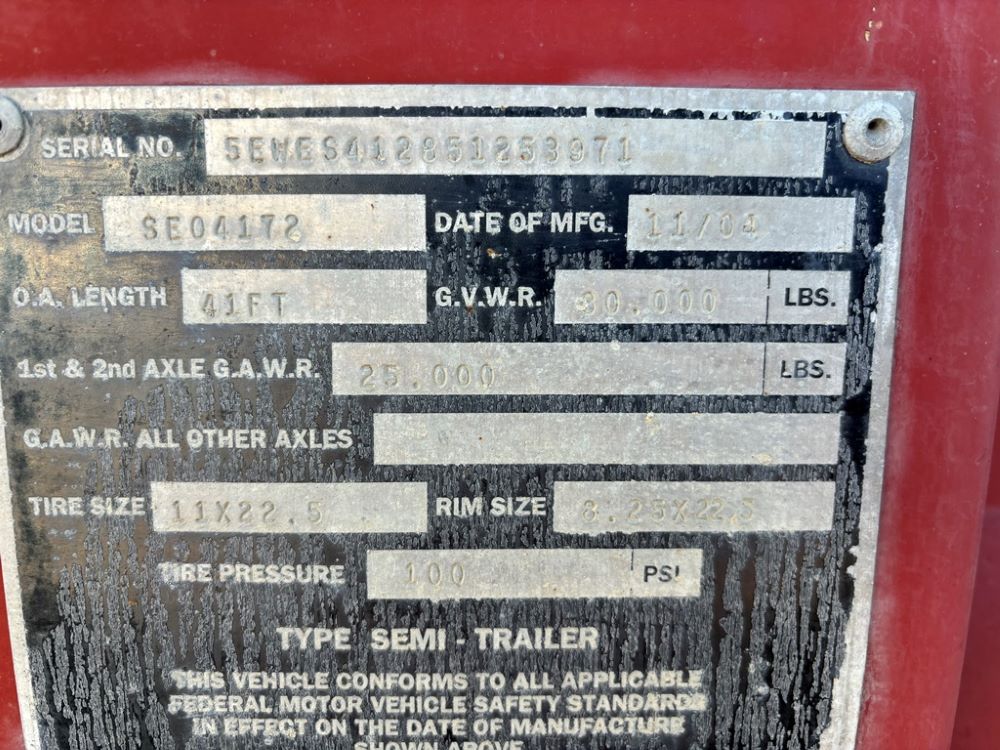 SERIAL NO. 5EWES412851253971
MODEL SE04172 DATE OF MFG. 11/04
O.A. LENGTH 41FT G.V.W.R. 80.000 LBS.
1st & 2nd AXLE G.A.W.R. 25.000 LBS.
G.A.W.R. ALL OTHER AXLES
TIRE SIZE 11X22.5 RIM SIZE 8.25X22.5
TIRE PRESSURE 100 PSI
TYPE SEMI - TRAILER
THIS VEHICLE CONFORMS TO ALL APPLICABLE
FEDERAL MOTOR VEHICLE SAFETY STANDARDS
IN EFFECT ON THE DATE OF MANUFACTURE
SHOWN ABOVE